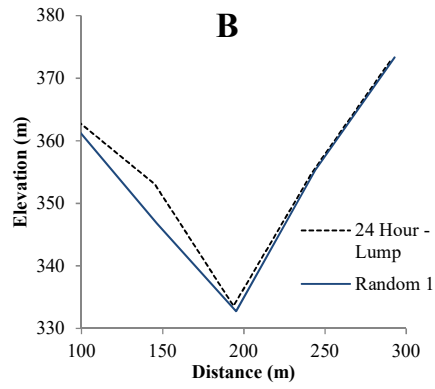 B
380
370
360
350
340
330
Elevation (m)
100
150
200
250
300
Distance (m)
24 Hour -
Lump
Random 1